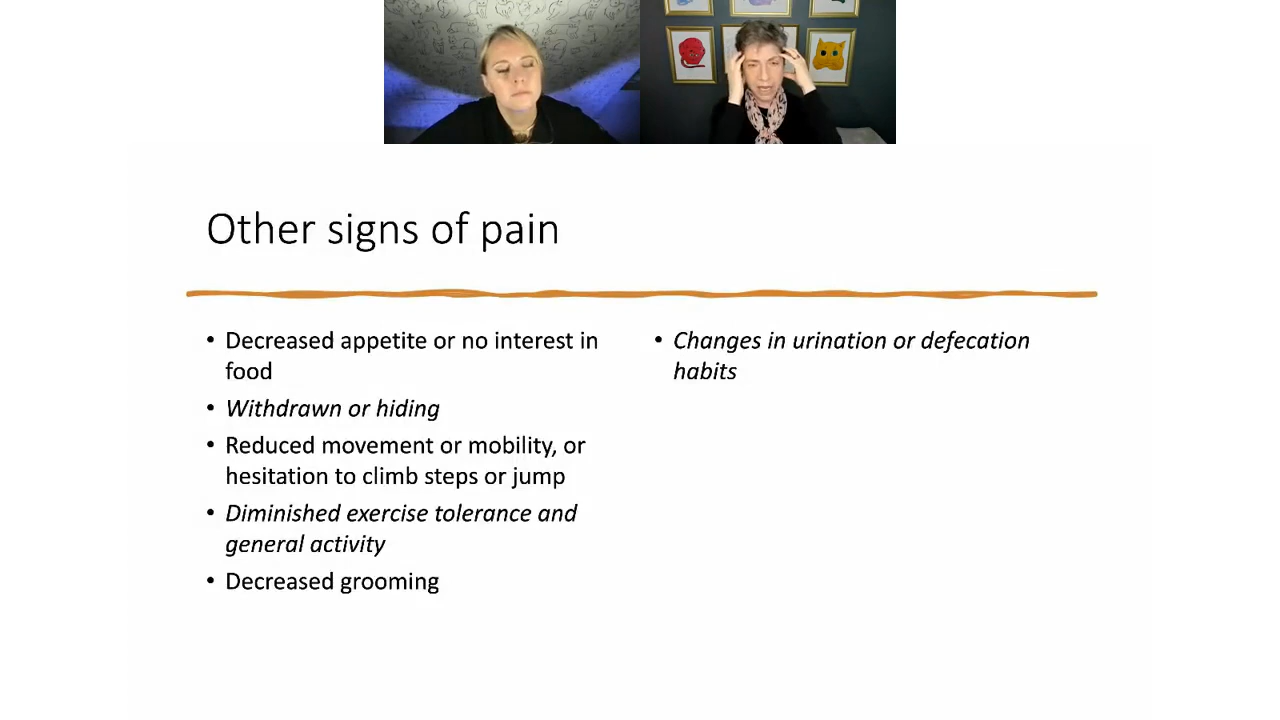 Other signs of pain
• Decreased appetite or no interest in
food
• Withdrawn or hiding
• Reduced movement or mobility, or
hesitation to climb steps or jump
• Diminished exercise tolerance and
general activity
• Decreased grooming
• Changes in urination or defecation
habits